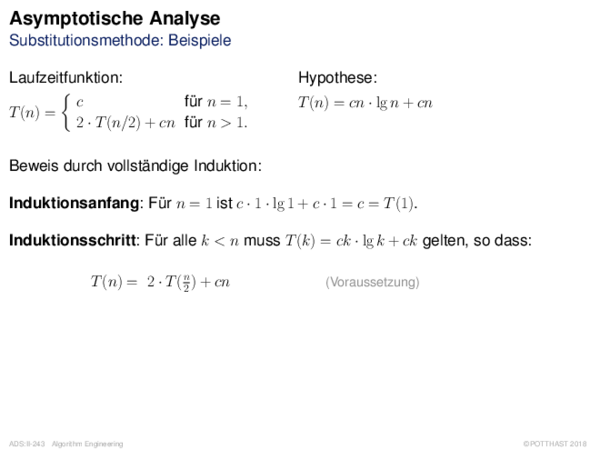 Asymptotische Analyse
Substitutionsmethode: Beispiele
Laufzeitfunktion:
T(n) = { c für n = 1,
2 · T(n/2) + cn für n > 1.
Hypothese:
T(n) = cn · lg n + cn
Beweis durch vollständige Induktion:
Induktionsanfang: Für n = 1 ist c · 1 · lg 1 + c · 1 = c = T(1).
Induktionsschritt: Für alle k < n muss T(k) = ck · lg k + ck gelten, so dass:
T(n) = 2 · T(n/2) + cn (Voraussetzung)
ADS:II-243 Algorithm Engineering © POTTHAST 2018